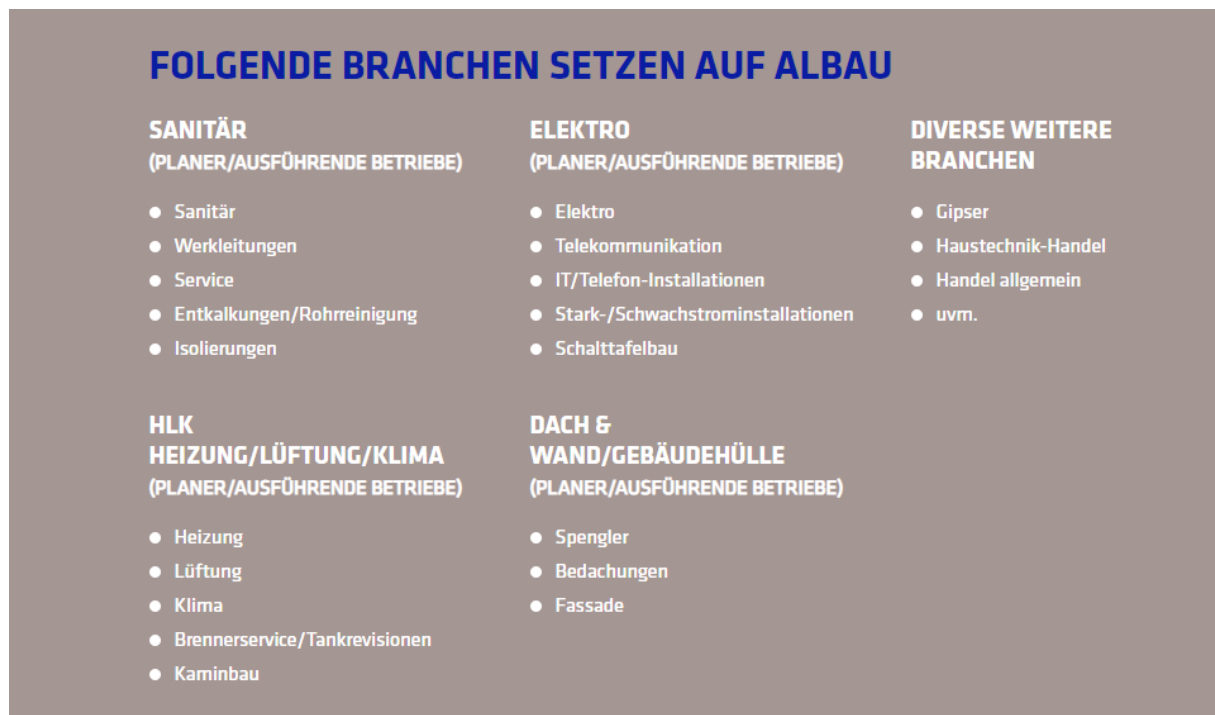 FOLGENDE BRANCHEN SETZEN AUF ALBAU
SANITÄR
(PLANER/AUSFÜHRENDE BETRIEBE)
Sanitär
Werkleitungen
Service
Entkalkungen/Rohrreinigung
Isolierungen
ELEKTRO
(PLANER/AUSFÜHRENDE BETRIEBE)
Elektro
Telekommunikation
IT/Telefon-Installationen
Stark-/Schwachstrominstallationen
Schalttafelbau
DIVERSE WEITERE
BRANCHEN
Gipser
Haustechnik-Handel
Handel allgemein
uvm.
HLK
HEIZUNG/LÜFTUNG/KLIMA
(PLANER/AUSFÜHRENDE BETRIEBE)
Heizung
Lüftung
Klima
Brennerservice/Tankrevisionen
Kaminbau
DACH &
WAND/GEBÄUDEHÜLLE
(PLANER/AUSFÜHRENDE BETRIEBE)
Spengler
Bedachungen
Fassade